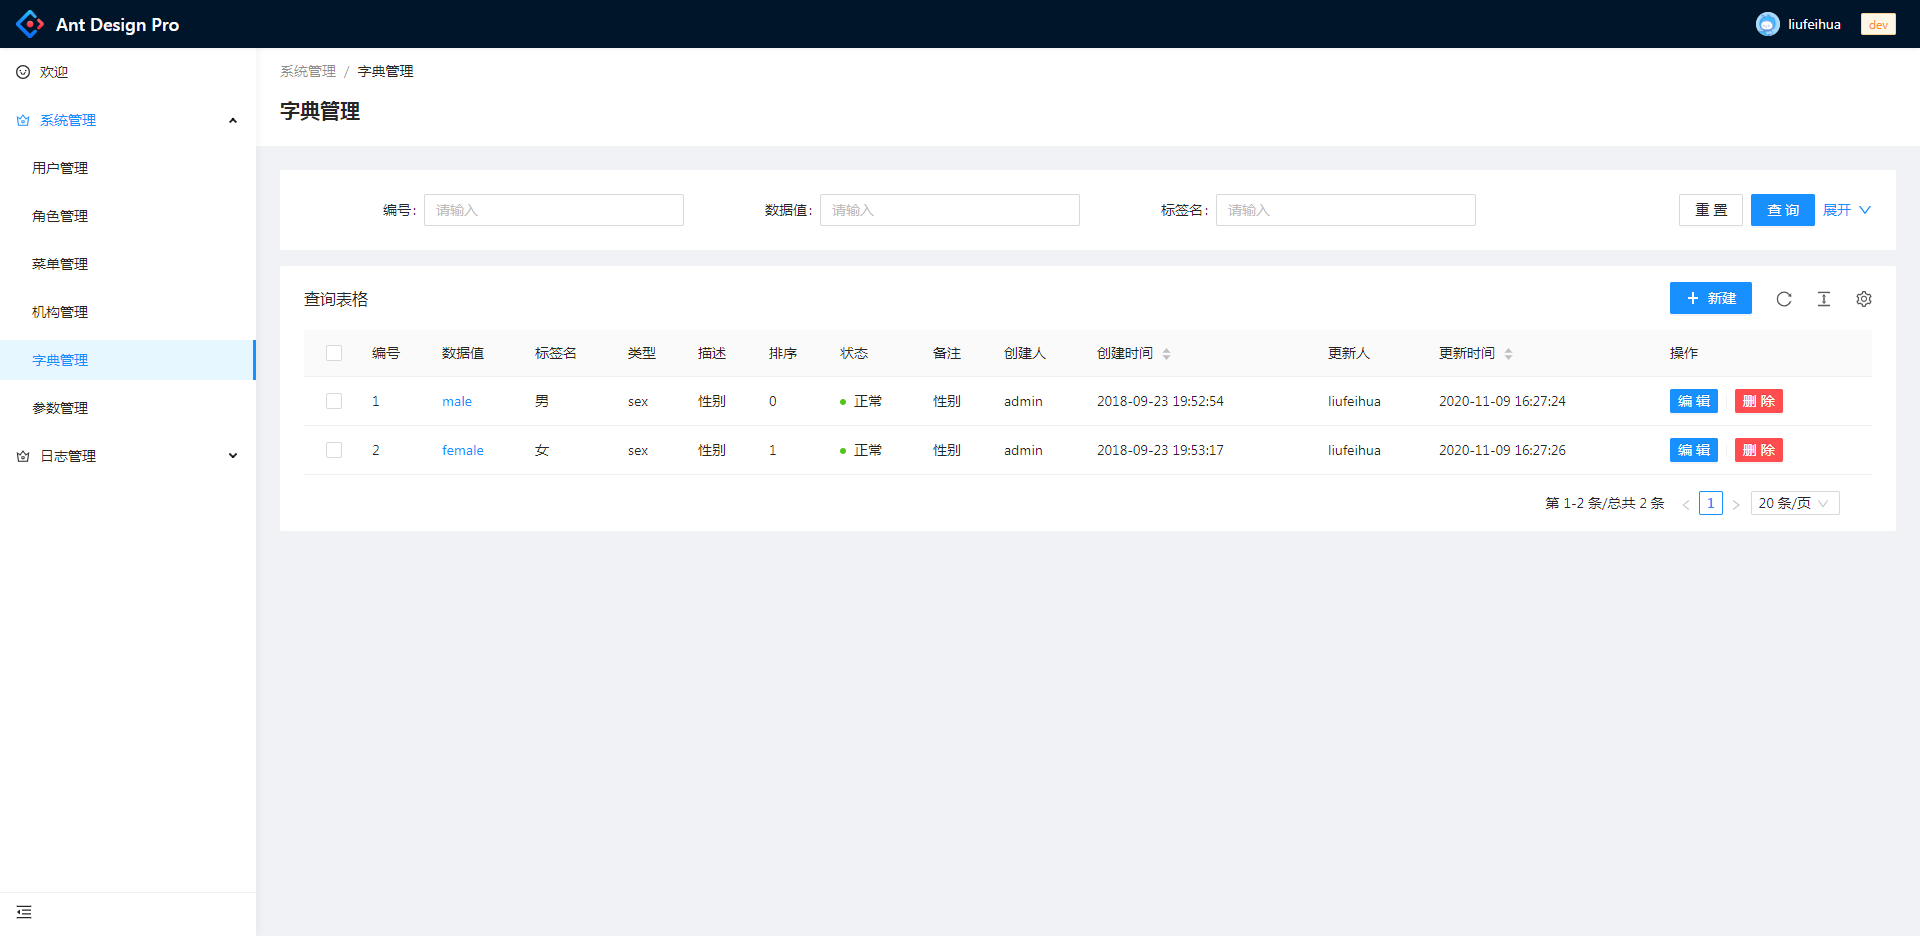 Ant Design Pro
liufeihua dev
欢迎
系统管理
用户管理
角色管理
菜单管理
机构管理
字典管理
参数管理
日志管理
系统管理 / 字典管理
字典管理
编号: 请输入 数据值: 请输入 标签名: 请输入 重 置 查 询 展开
查询表格 + 新建
编号 数据值 标签名 类型 描述 排序 状态 备注 创建人 创建时间 更新人 更新时间 操作
1 male 男 sex 性别 0 正常 性别 admin 2018-09-23 19:52:54 liufeihua 2020-11-09 16:27:24 编 辑 删 除
2 female 女 sex 性别 1 正常 性别 admin 2018-09-23 19:53:17 liufeihua 2020-11-09 16:27:26 编 辑 删 除
第 1-2 条/总共 2 条 < 1 > 20 条/页